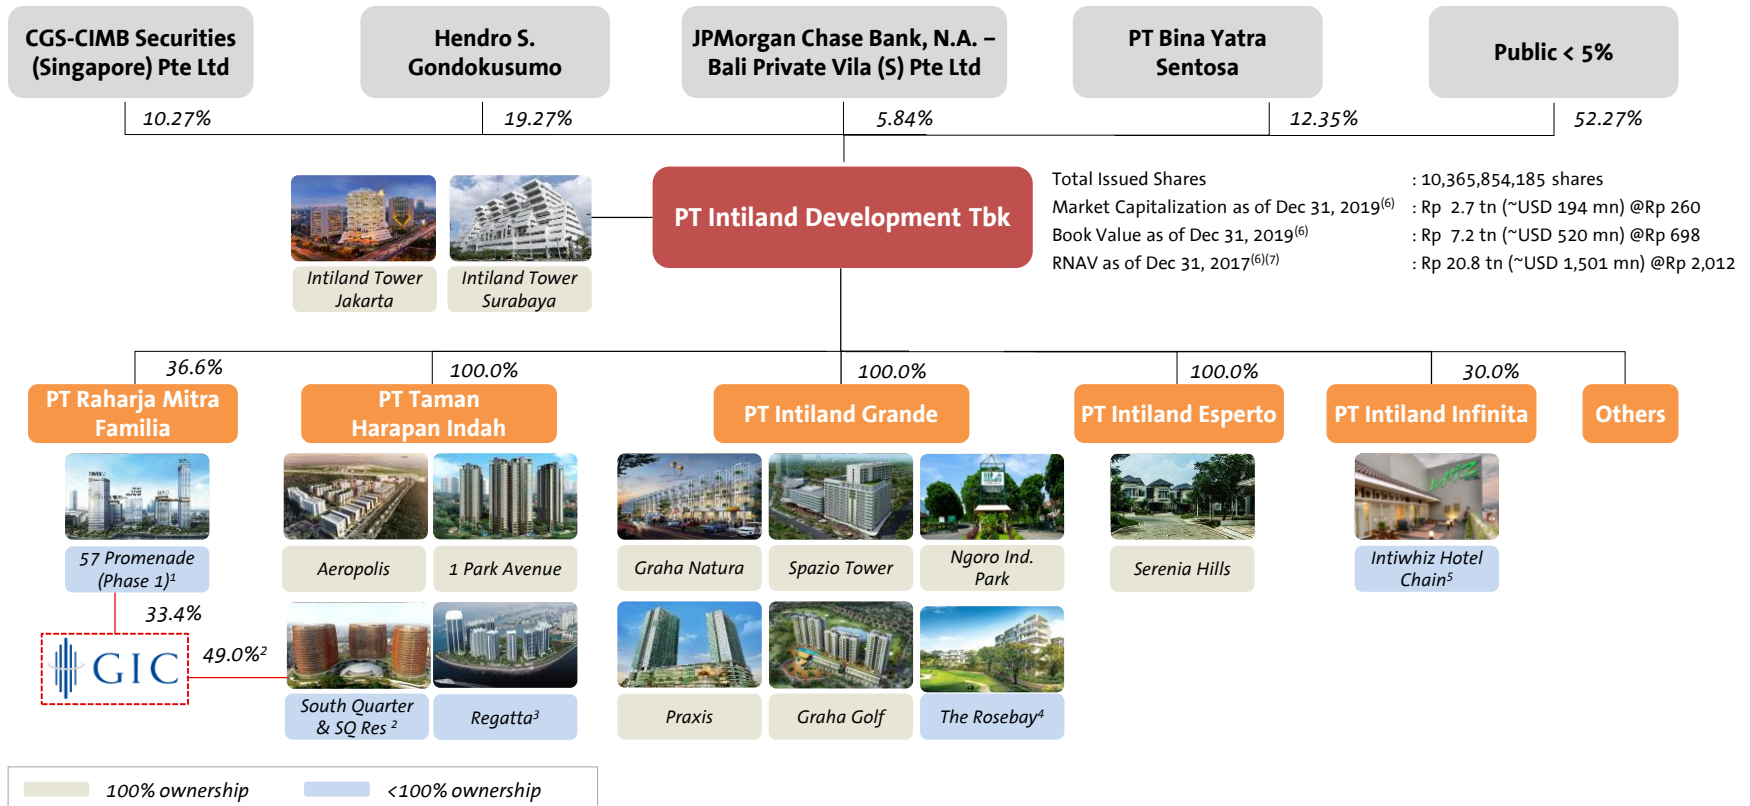 CGS-CIMB Securities
(Singapore) Pte Ltd
Hendro S.
Gondokusumo
JPMorgan Chase Bank, N.A. –
Bali Private Vila (S) Pte Ltd
PT Bina Yatra
Sentosa
Public < 5%
10.27%
19.27%
5.84%
12.35%
52.27%
Intiland Tower
Jakarta
Intiland Tower
Surabaya
PT Intiland Development Tbk
Total Issued Shares : 10,365,854,185 shares
Market Capitalization as of Dec 31, 2019(6) : Rp 2.7 tn (~USD 194 mn) @Rp 260
Book Value as of Dec 31, 2019(6) : Rp 7.2 tn (~USD 520 mn) @Rp 698
RNAV as of Dec 31, 2017(6)(7) : Rp 20.8 tn (~USD 1,501 mn) @Rp 2,012
36.6%
100.0%
100.0%
100.0%
30.0%
PT Raharja Mitra
Familia
PT Taman
Harapan Indah
PT Intiland Grande
PT Intiland Esperto
PT Intiland Infinita
Others
57 Promenade
(Phase 1)1
Aeropolis
1 Park Avenue
Graha Natura
Spazio Tower
Ngoro Ind.
Park
Serenia Hills
Intiwhiz Hotel
Chain5
33.4%
GIC
49.0%2
South Quarter
& SQ Res 2
Regatta3
Praxis
Graha Golf
The Rosebay4
100% ownership
<100% ownership